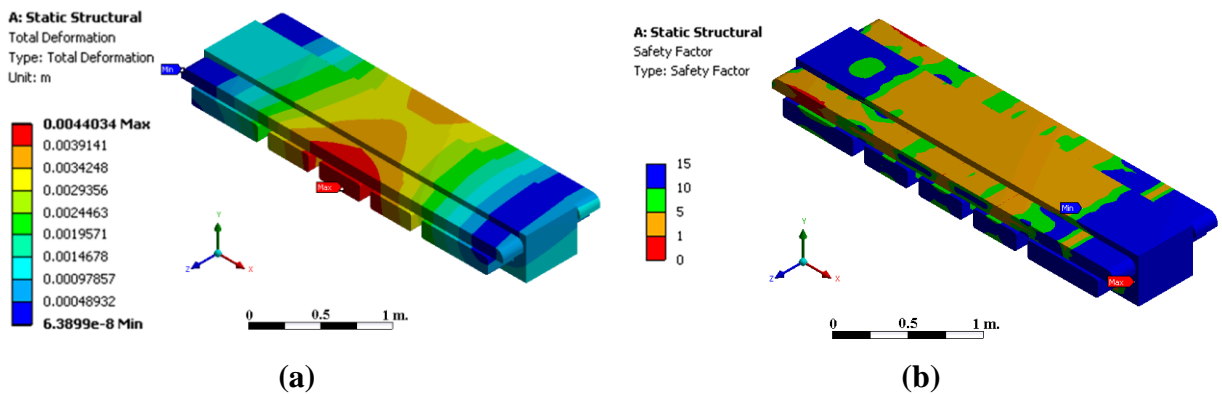 A: Static Structural
Total Deformation
Type: Total Deformation
Unit: m
Min
0.0044034 Max
0.0039141
0.0034248
0.0029356
0.0024463
0.0019571
0.0014678
0.00097857
0.00048932
6.3899e-8 Min
Max
Y
Z
X
0
0.5
1 m.
(a)
A: Static Structural
Safety Factor
Type: Safety Factor
15
10
5
1
0
Min
Max
Y
Z
X
0
0.5
1 m.
(b)